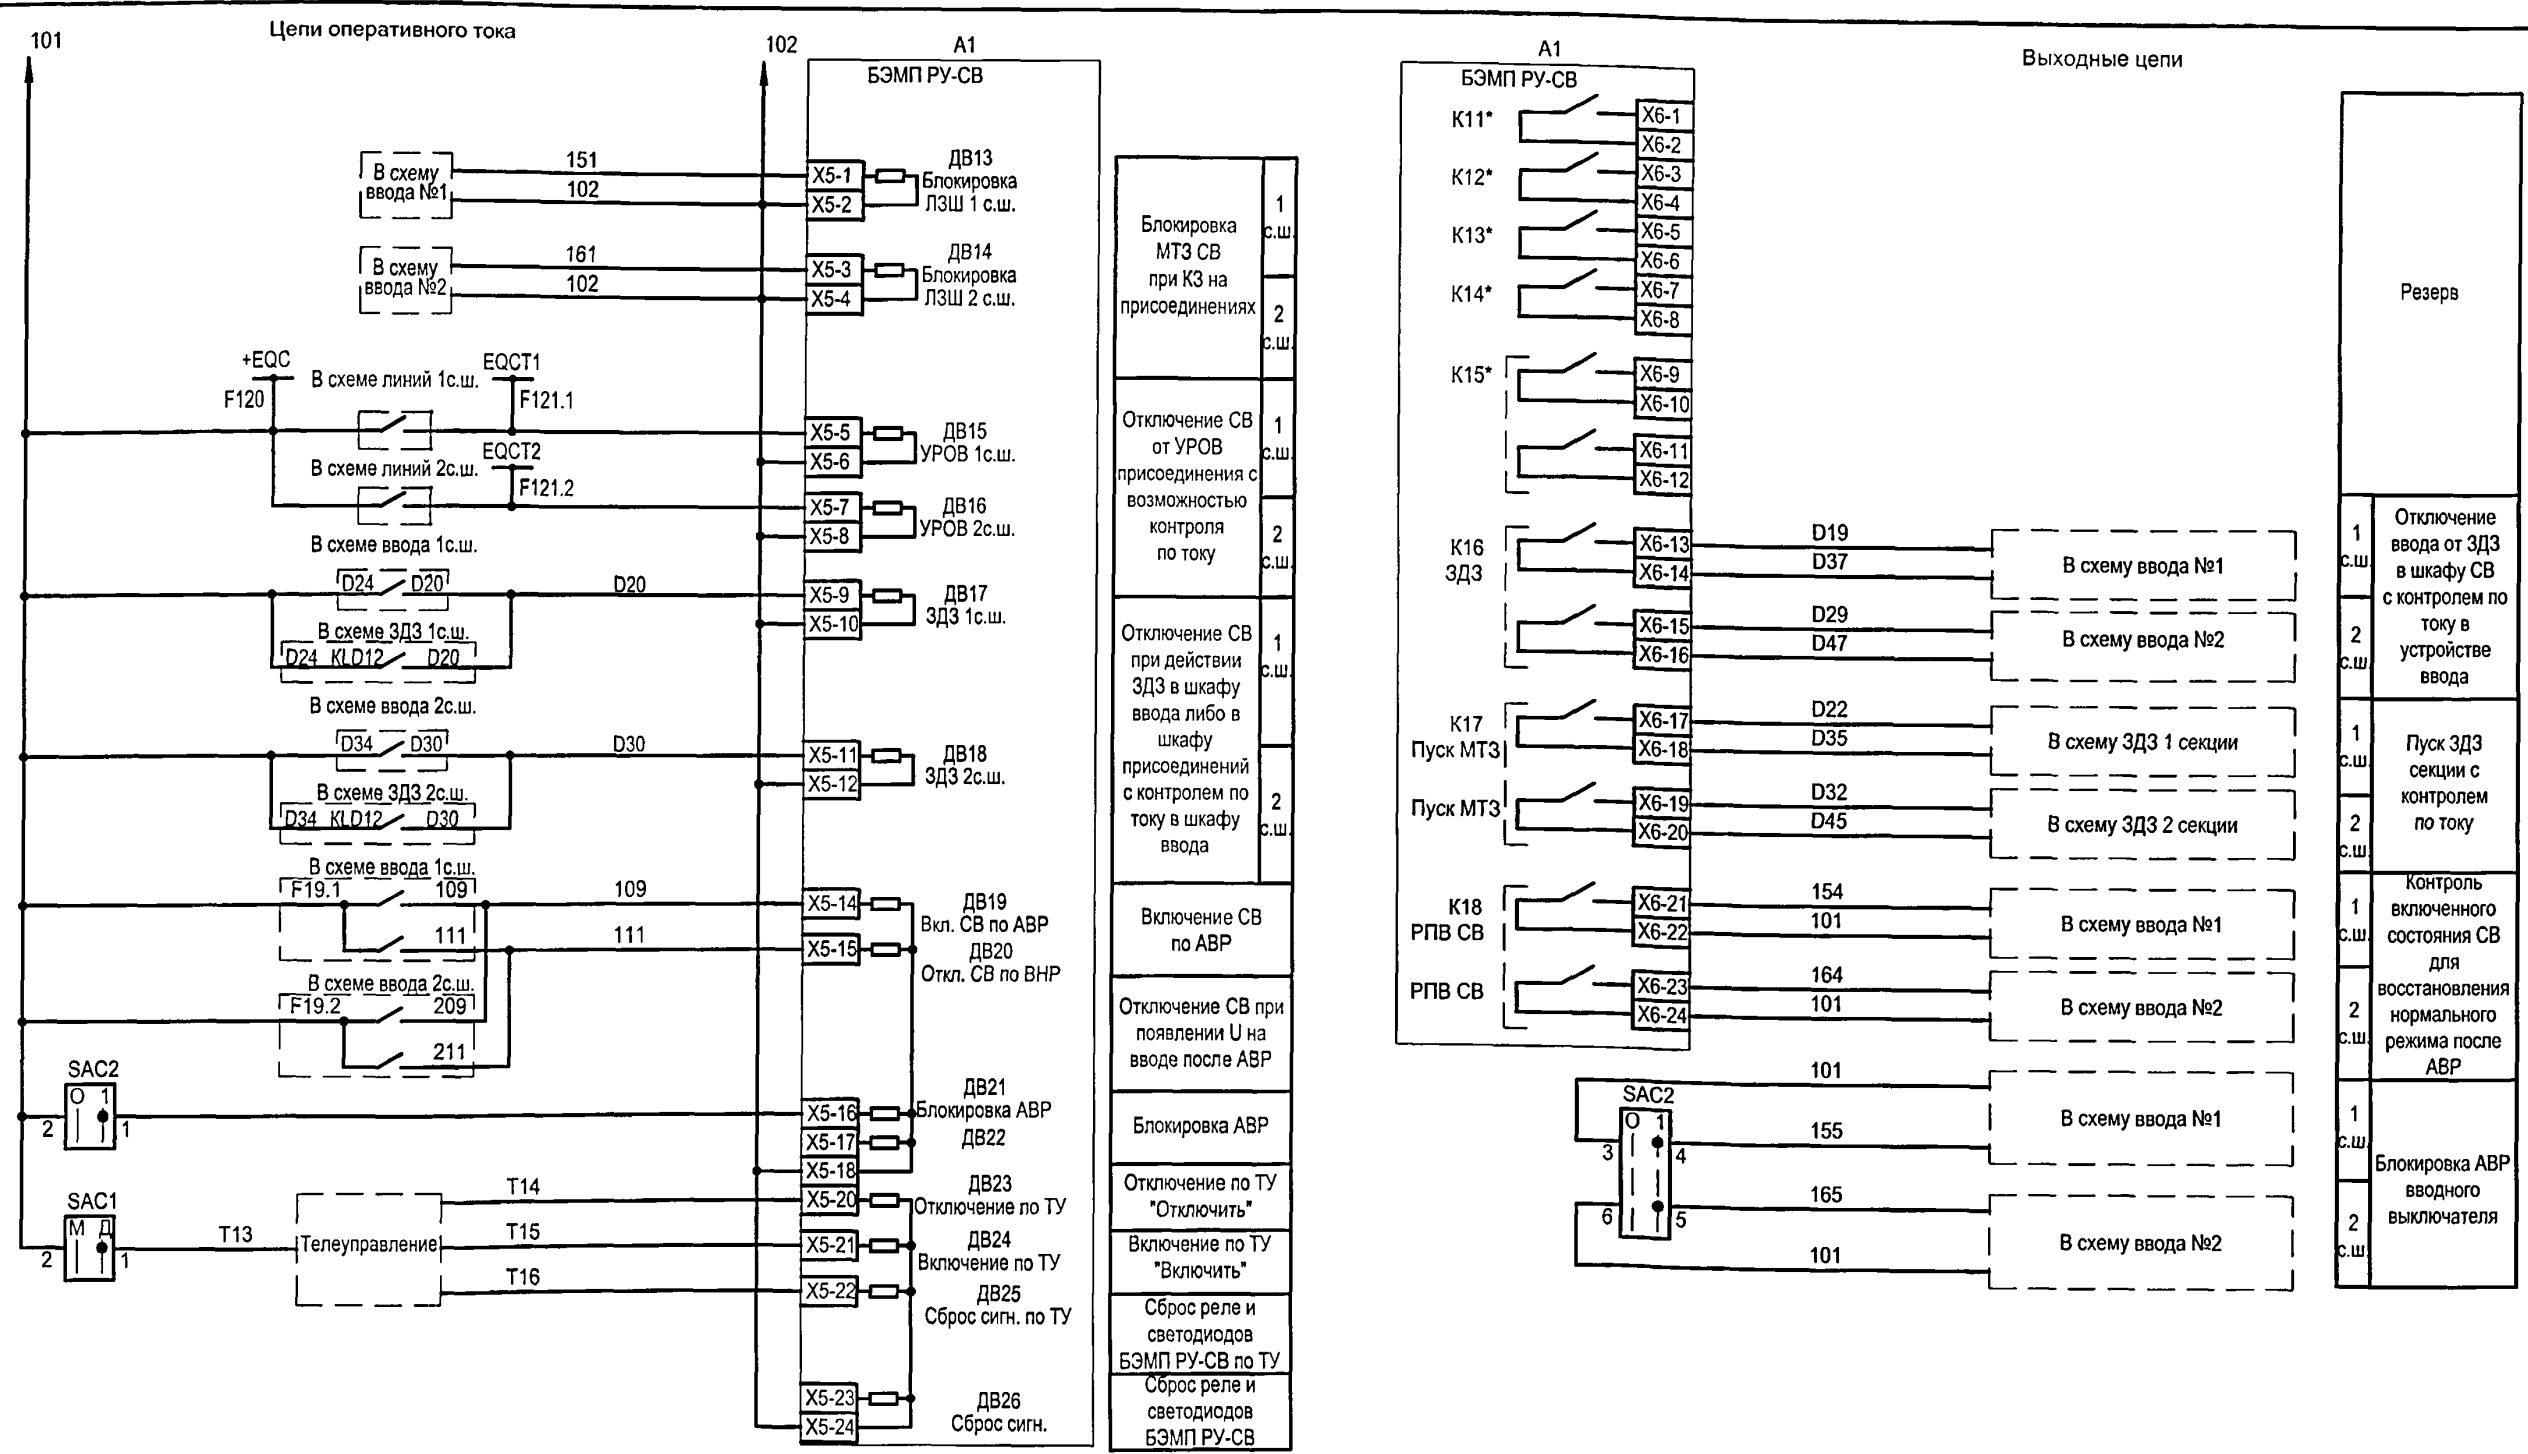 Цепи оперативного тока
101
102
А1
БЭМП РУ-СВ
В схему
ввода №1
151
102
X5-1
X5-2
ДВ13
Блокировка
ЛЗШ 1 с.ш.
В схему
ввода №2
161
102
X5-3
X5-4
ДВ14
Блокировка
ЛЗШ 2 с.ш.
+EQC
F120
В схеме линий 1с.ш.
EQCT1
F121.1
X5-5
X5-6
ДВ15
УРОВ 1с.ш.
В схеме линий 2с.ш.
EQCT2
F121.2
X5-7
X5-8
ДВ16
УРОВ 2с.ш.
В схеме ввода 1с.ш.
D24
D20
D20
X5-9
X5-10
ДВ17
ЗДЗ 1с.ш.
В схеме ЗДЗ 1с.ш.
D24 KLD12 D20
В схеме ввода 2с.ш.
D34
D30
D30
X5-11
X5-12
ДВ18
ЗДЗ 2с.ш.
В схеме ЗДЗ 2с.ш.
D34 KLD12 D30
В схеме ввода 1с.ш.
F19.1
109
109
X5-14
ДВ19
Вкл. СВ по АВР
111
111
X5-15
ДВ20
Откл. СВ по ВНР
В схеме ввода 2с.ш.
F19.2
209
211
SAC2
О 1
2
1
X5-16
X5-17
X5-18
ДВ21
Блокировка АВР
ДВ22
SAC1
М Д
2
1
T13
Телеуправление
T14
T15
T16
X5-20
ДВ23
Отключение по ТУ
X5-21
ДВ24
Включение по ТУ
X5-22
ДВ25
Сброс сигн. по ТУ
X5-23
X5-24
ДВ26
Сброс сигн.
Блокировка
МТЗ СВ
при КЗ на
присоединениях
1
с.ш.
2
с.ш.
Отключение СВ
от УРОВ
присоединения с
возможностью
контроля
по току
1
с.ш.
2
с.ш.
Отключение СВ
при действии
ЗДЗ в шкафу
ввода либо в
шкафу
присоединений
с контролем по
току в шкафу
ввода
1
с.ш.
2
с.ш.
Включение СВ
по АВР
Отключение СВ при
появлении U на
вводе после АВР
Блокировка АВР
Отключение по ТУ
"Отключить"
Включение по ТУ
"Включить"
Сброс реле и
светодиодов
БЭМП РУ-СВ по ТУ
Сброс реле и
светодиодов
БЭМП РУ-СВ
Выходные цепи
А1
БЭМП РУ-СВ
К11*
X6-1
X6-2
К12*
X6-3
X6-4
К13*
X6-5
X6-6
К14*
X6-7
X6-8
К15*
X6-9
X6-10
X6-11
X6-12
К16
ЗДЗ
X6-13
X6-14
D19
D37
В схему ввода №1
X6-15
X6-16
D29
D47
В схему ввода №2
К17
Пуск МТЗ
X6-17
X6-18
D22
D35
В схему ЗДЗ 1 секции
Пуск МТЗ
X6-19
X6-20
D32
D45
В схему ЗДЗ 2 секции
К18
РПВ СВ
X6-21
X6-22
154
101
В схему ввода №1
РПВ СВ
X6-23
X6-24
164
101
В схему ввода №2
SAC2
О 1
3
4
6
5
101
155
В схему ввода №1
165
101
В схему ввода №2
Резерв
1
с.ш.
2
с.ш.
Отключение
ввода от ЗДЗ
в шкафу СВ
с контролем по
току в
устройстве
ввода
1
с.ш.
2
с.ш.
Пуск ЗДЗ
секции с
контролем
по току
1
с.ш.
2
с.ш.
Контроль
включенного
состояния СВ
для
восстановления
нормального
режима после
АВР
1
с.ш.
2
с.ш.
Блокировка АВР
вводного
выключателя